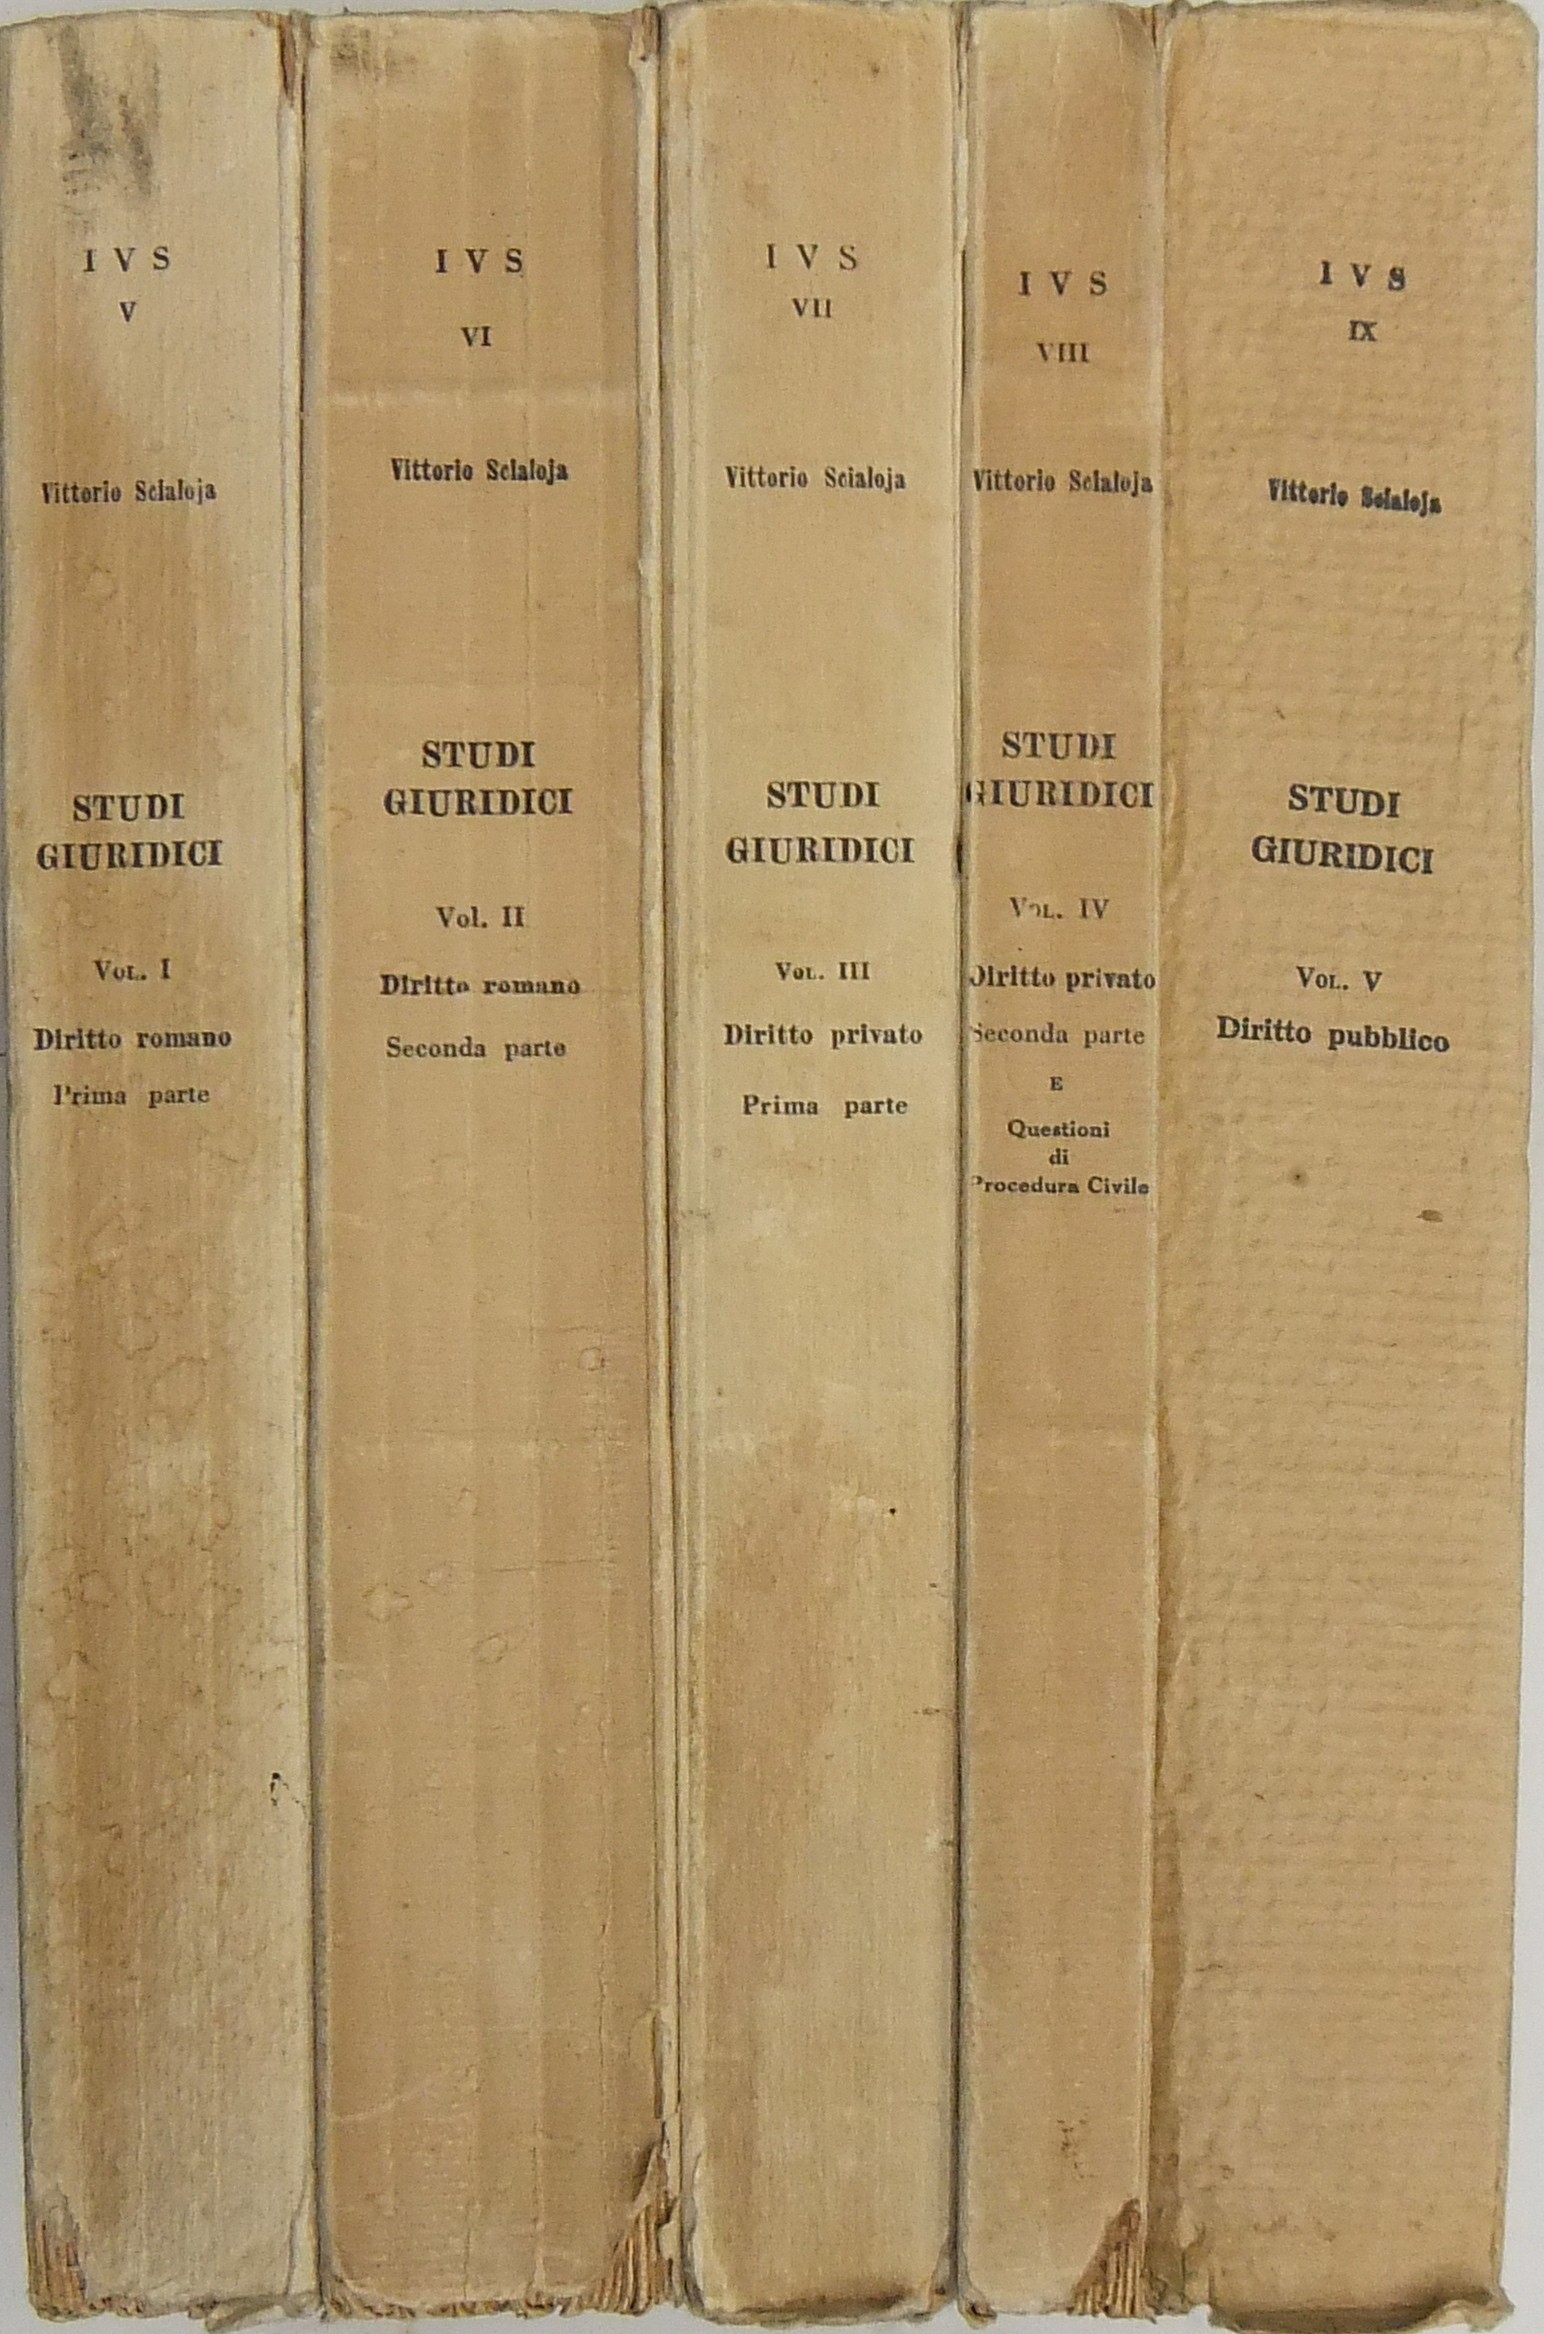 IVS
V
Vittorio Scialoja
STUDI
GIURIDICI
Vol. I
Diritto romano
Prima parte
IVS
VI
Vittorio Scialoja
STUDI
GIURIDICI
Vol. II
Diritto romano
Seconda parte
IVS
VII
Vittorio Scialoja
STUDI
GIURIDICI
Vol. III
Diritto privato
Prima parte
IVS
VIII
Vittorio Scialoja
STUDI
GIURIDICI
Vol. IV
Diritto privato
Seconda parte
E
Questioni
di
Procedura Civile
IVS
IX
Vittorio Scialoja
STUDI
GIURIDICI
Vol. V
Diritto pubblico